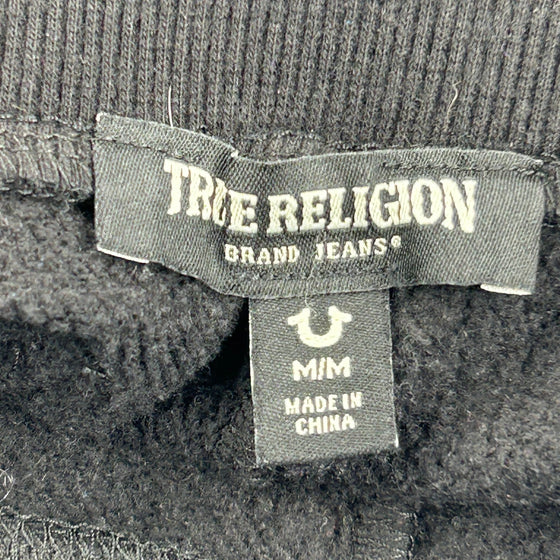 TRUE RELIGION
BRAND JEANS®
M/M
MADE IN
CHINA